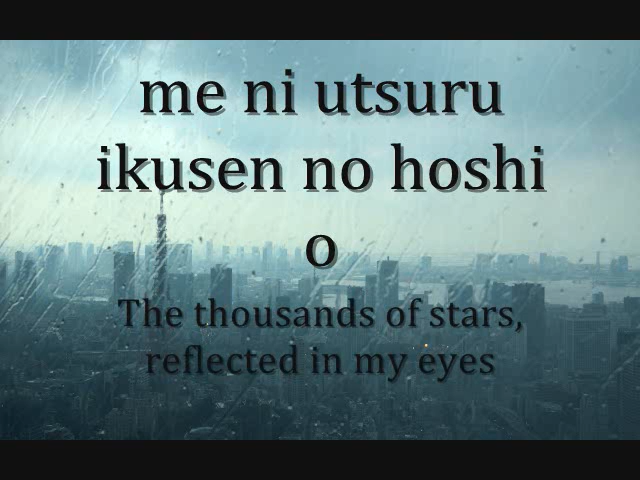 me ni utsuru
ikusen no hoshi
o
The thousands of stars,
reflected in my eyes